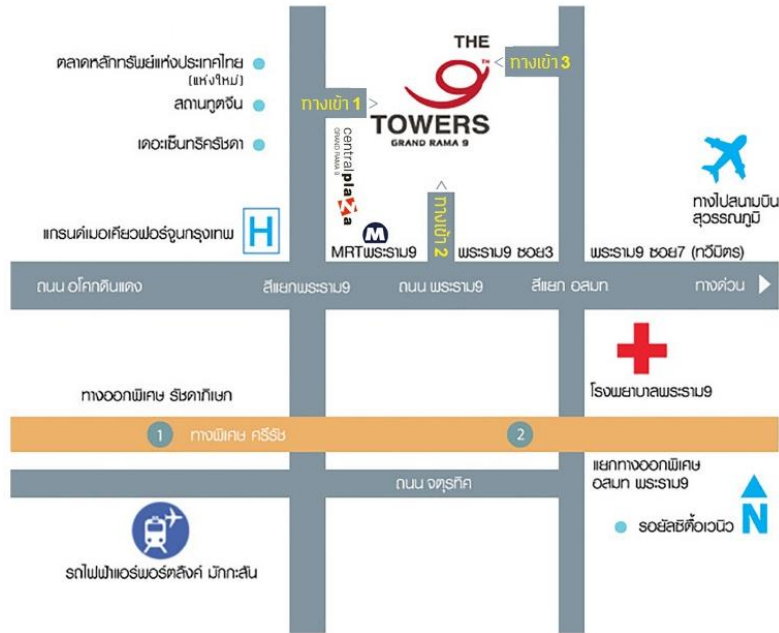 THE
9 TM
TOWERS
GRAND RAMA 9
ตลาดหลักทรัพย์แห่งประเทศไทย
(แห่งใหม่)
สถานทูตจีน
เดอะเซ็นทริครัชดา
ทางเข้า 1 >
< ทางเข้า 3
centralplaza
GRAND RAMA 9
ทางเข้า 2 >
แกรนด์เมอเคียวฟอร์จูนกรุงเทพ
H
M
MRTพระราม9
พระราม9 ซอย3
พระราม9 ซอย7 (ทวีมิตร)
ทางไปสนามบิน
สุวรรณภูมิ
ถนน อโศกดินแดง
สี่แยกพระราม9
ถนน พระราม9
สี่แยก อสมท
ทางด่วน
โรงพยาบาลพระราม9
ทางออกพิเศษ รัชดาภิเษก
1
ทางพิเศษ ศรีรัช
2
ถนน จตุรทิศ
แยกทางออกพิเศษ
อสมท พระราม9
N
รอยัลซิตี้อเวนิว
รถไฟฟ้าแอร์พอร์ตลิงค์ มักกะสัน